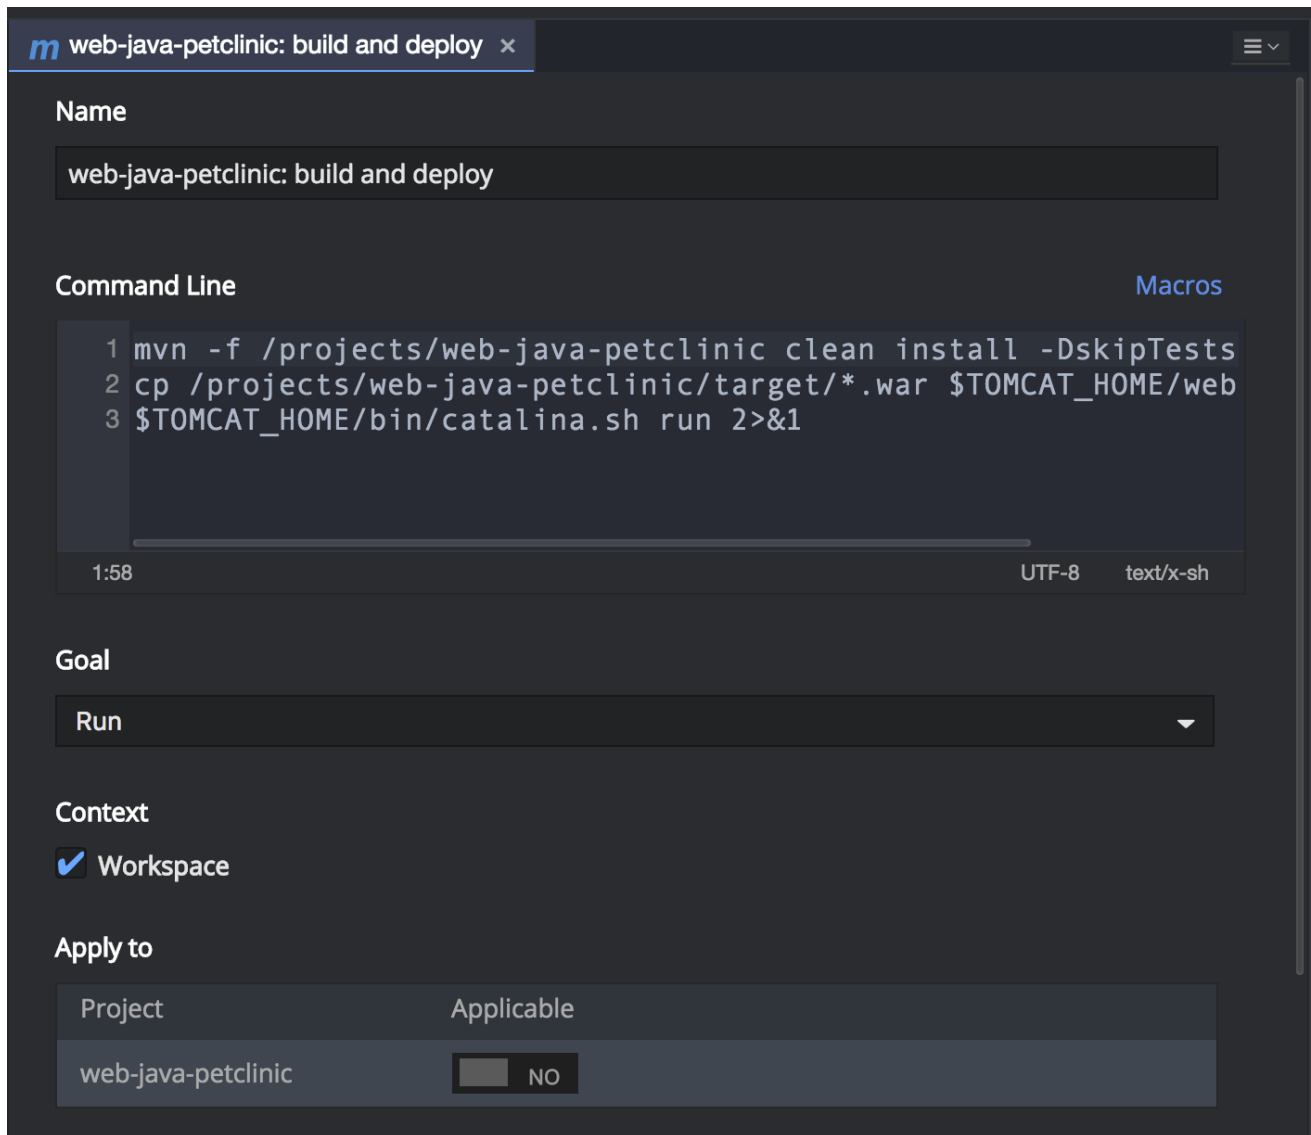 m web-java-petclinic: build and deploy ×
Name
web-java-petclinic: build and deploy
Command Line Macros
1 mvn -f /projects/web-java-petclinic clean install -DskipTests
2 cp /projects/web-java-petclinic/target/*.war $TOMCAT_HOME/web
3 $TOMCAT_HOME/bin/catalina.sh run 2>&1
1:58 UTF-8 text/x-sh
Goal
Run
Context
Workspace
Apply to
Project Applicable
web-java-petclinic NO